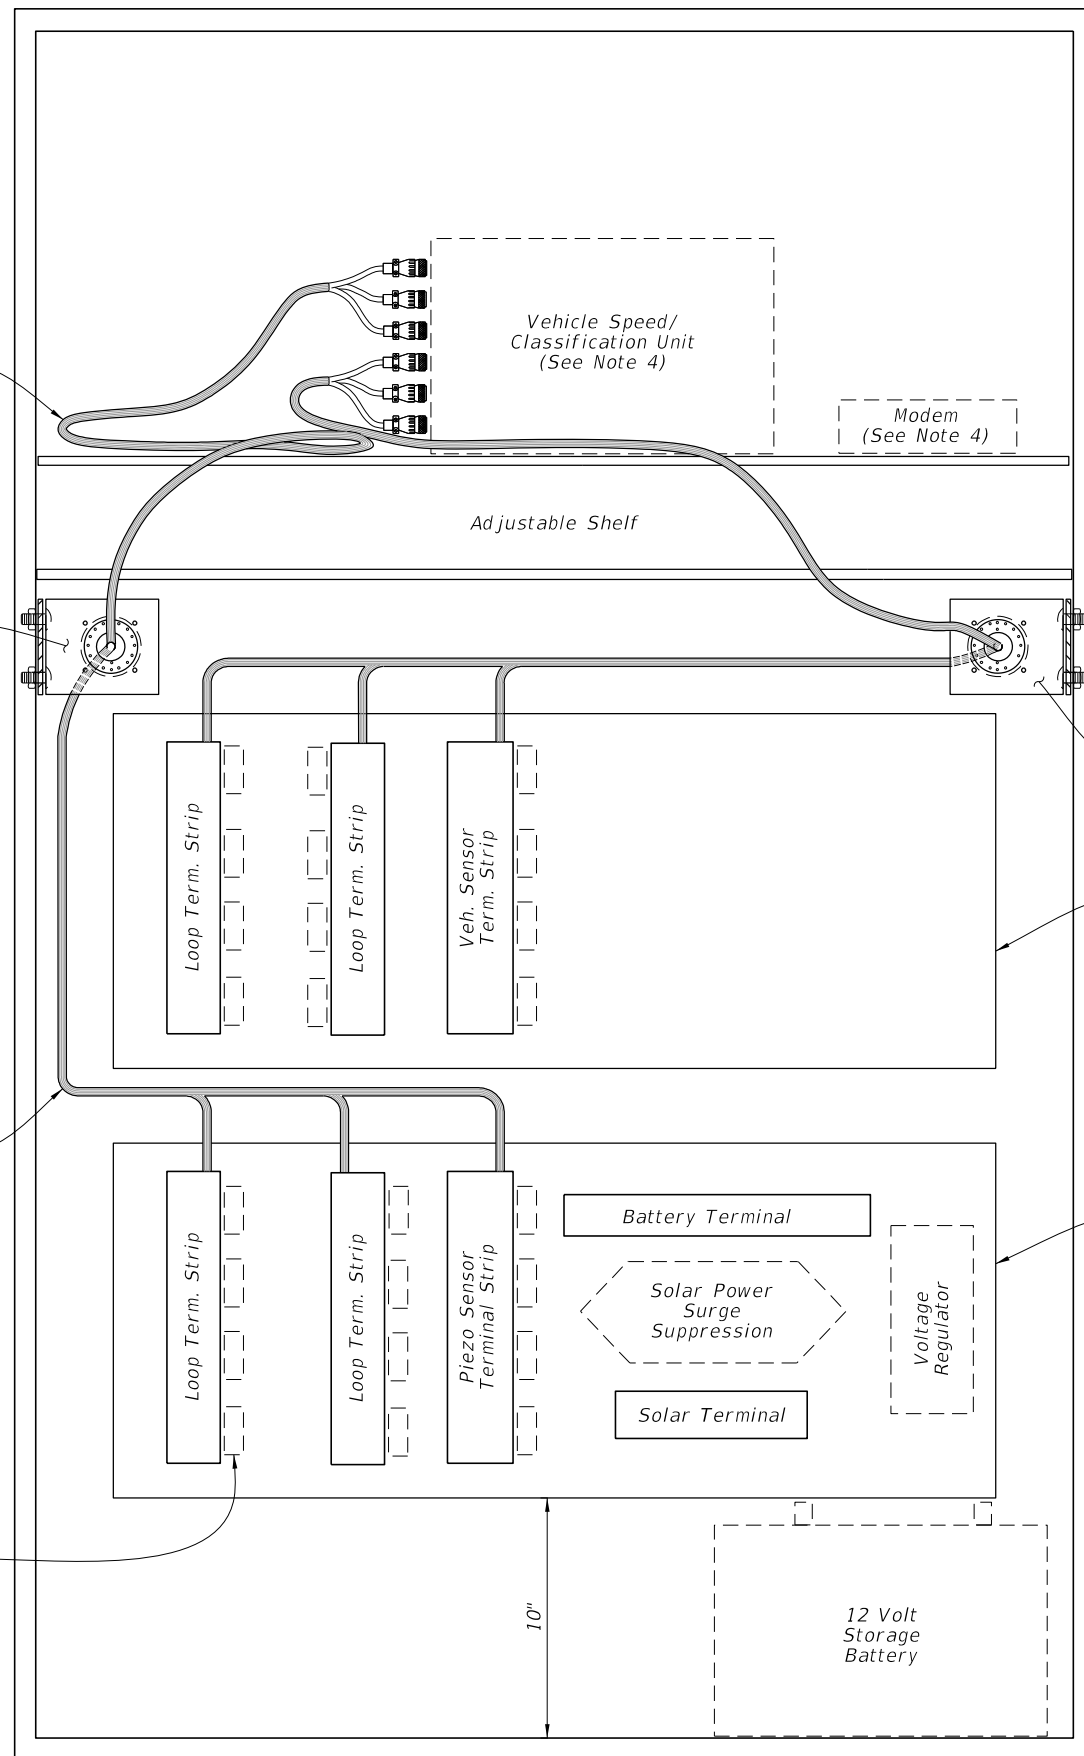 Vehicle Speed/
Classification Unit
(See Note 4)
Modem
(See Note 4)
Adjustable Shelf
Loop Term. Strip
Loop Term. Strip
Veh. Sensor
Term. Strip
Loop Term. Strip
Loop Term. Strip
Piezo Sensor
Terminal Strip
Battery Terminal
Solar Power
Surge
Suppression
Voltage
Regulator
Solar Terminal
10"
12 Volt
Storage
Battery